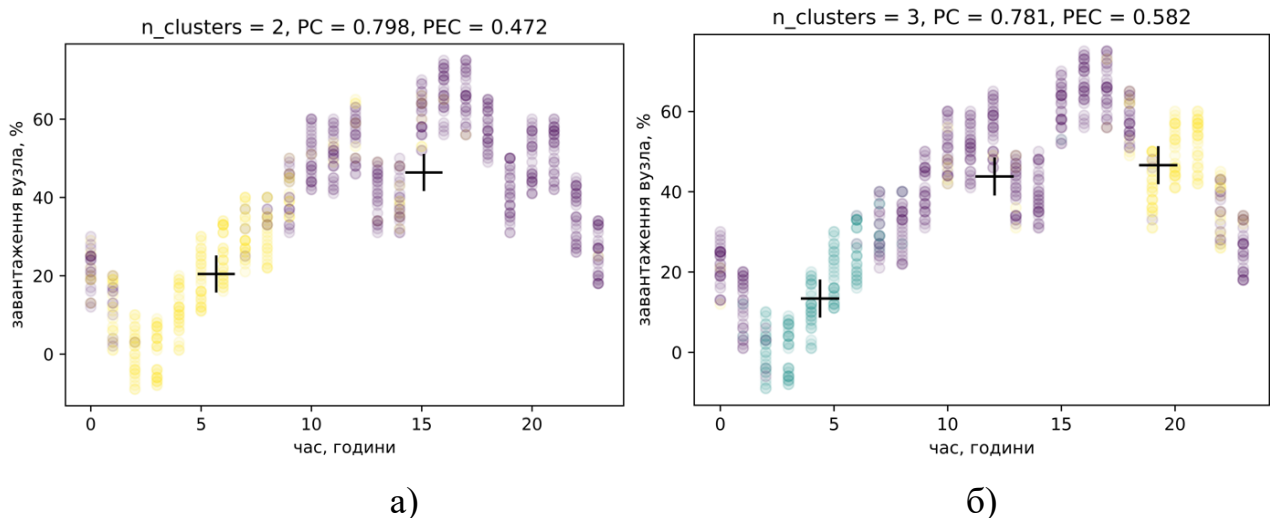 n_clusters = 2, PC = 0.798, PEC = 0.472
завантаження вузла, %
60
40
20
0
0 5 10 15 20
час, години
а)
n_clusters = 3, PC = 0.781, PEC = 0.582
завантаження вузла, %
60
40
20
0
0 5 10 15 20
час, години
б)